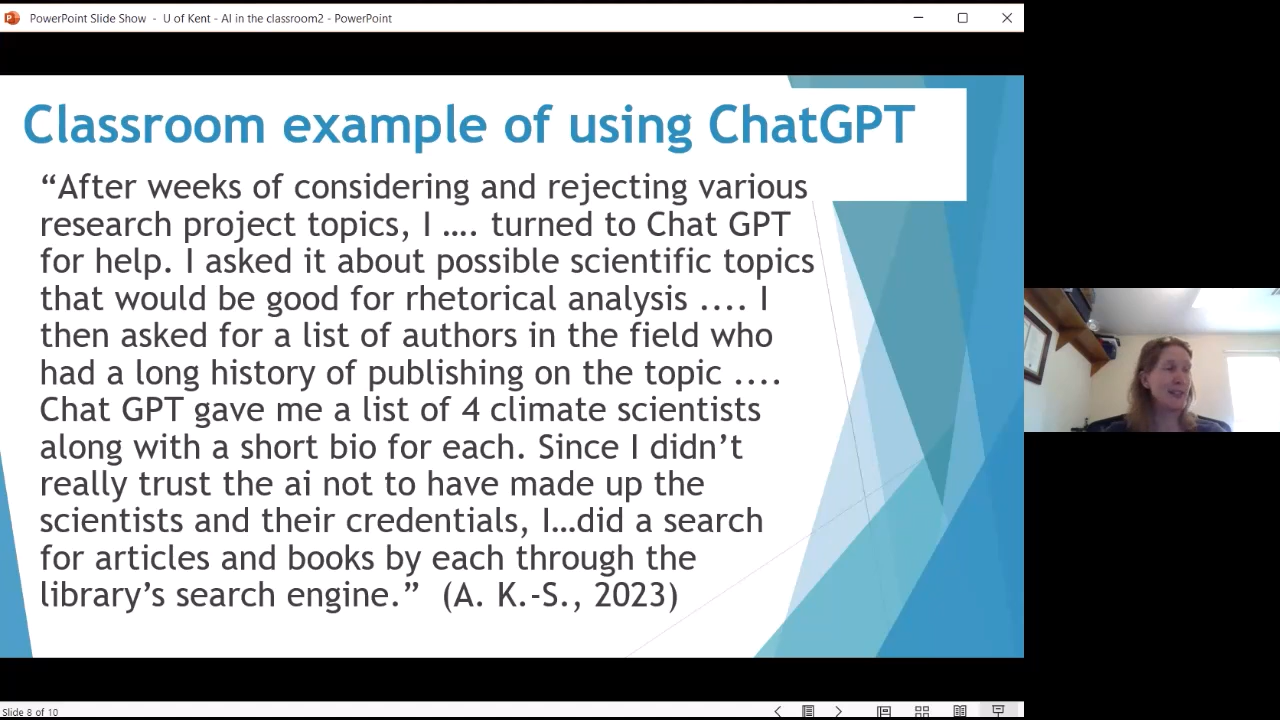 PowerPoint Slide Show - U of Kent - AI in the classroom2 - PowerPoint
Classroom example of using ChatGPT
“After weeks of considering and rejecting various
research project topics, I …. turned to Chat GPT
for help. I asked it about possible scientific topics
that would be good for rhetorical analysis .... I
then asked for a list of authors in the field who
had a long history of publishing on the topic ....
Chat GPT gave me a list of 4 climate scientists
along with a short bio for each. Since I didn’t
really trust the ai not to have made up the
scientists and their credentials, I…did a search
for articles and books by each through the
library’s search engine.” (A. K.-S., 2023)
Slide 8 of 10